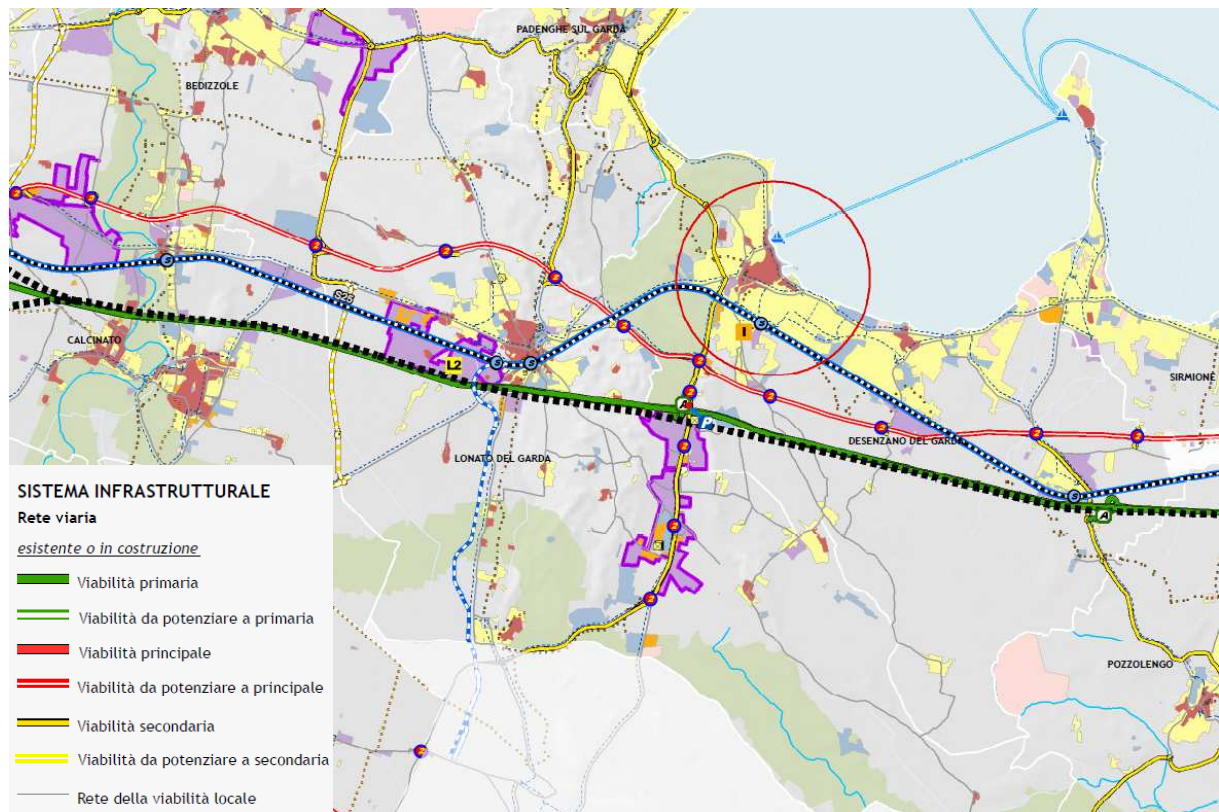 PADENGHE SUL GARDA
BEDIZZOLE
S25
CALCINATO
L2
I
SIRMIONE
A
P
DESENZANO DEL GARDA
LONATO DEL GARDA
A
POZZOLENGO
SISTEMA INFRASTRUTTURALE
Rete viaria
esistente o in costruzione
Viabilità primaria
Viabilità da potenziare a primaria
Viabilità principale
Viabilità da potenziare a principale
Viabilità secondaria
Viabilità da potenziare a secondaria
Rete della viabilità locale